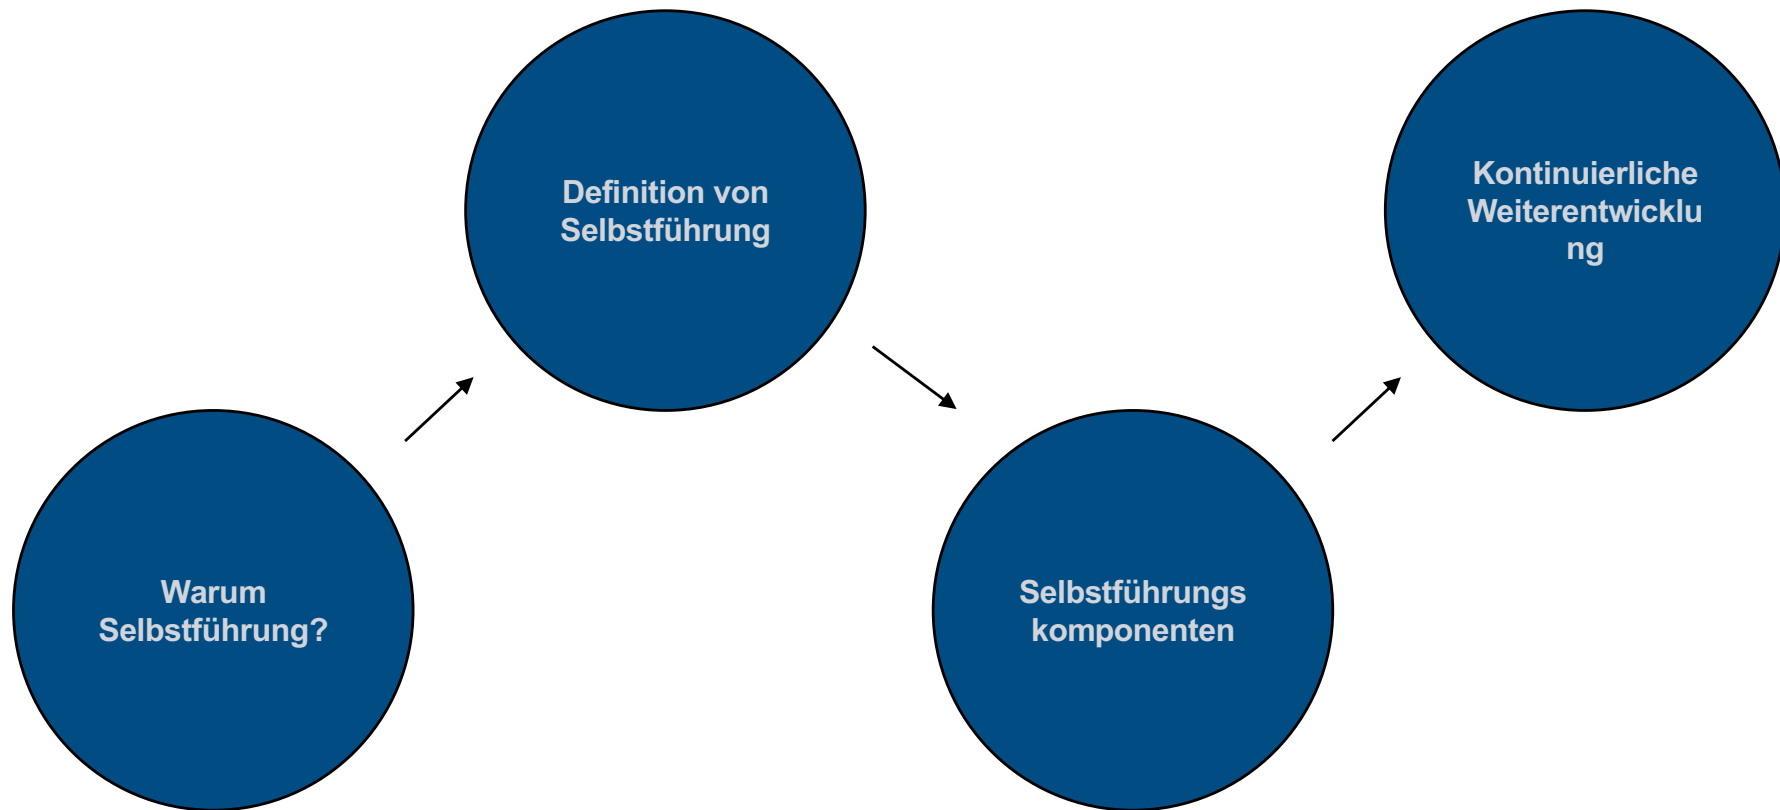 Warum
Selbstführung?
Definition von
Selbstführung
Selbstführungs
komponenten
Kontinuierliche
Weiterentwicklu
ng